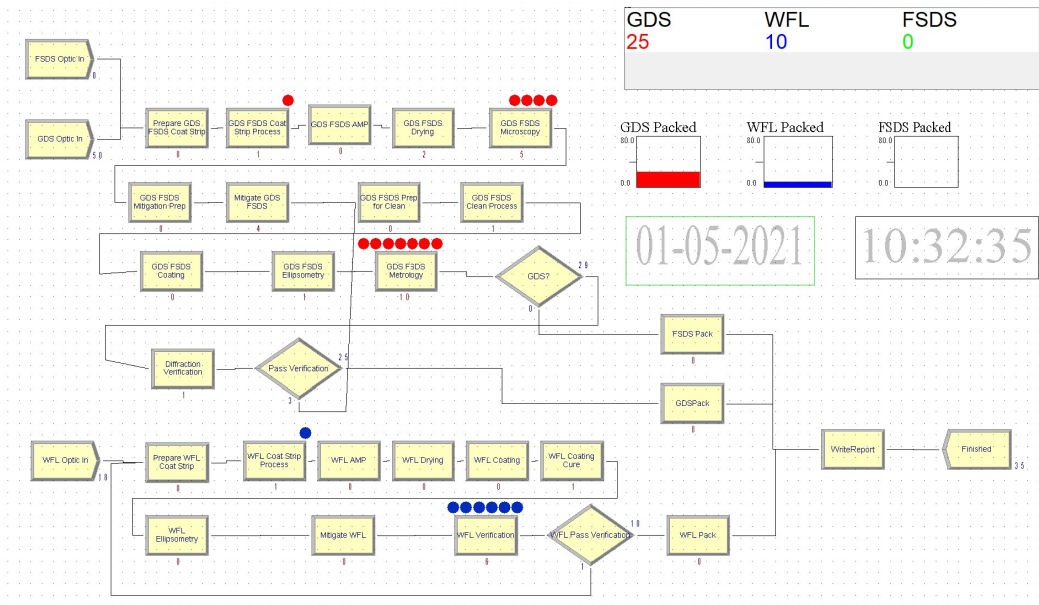 GDS WFL FSDS
25 10 0
FSDS Optic In
0
GDS Optic In
50
Prepare GDS
FSDS Coat Strip
0
GDS FSDS Coat
Strip Process
1
GDS FSDS AMP
0
GDS FSDS
Drying
2
GDS FSDS
Microscopy
5
GDS Packed
80.0
0.0
WFL Packed
80.0
0.0
FSDS Packed
80.0
0.0
GDS FSDS
Mitigation Prep
0
Mitigate GDS
FSDS
4
GDS FSDS Prep
for Clean
0
GDS FSDS
Clean Process
1
01-05-2021
10:32:35
GDS FSDS
Coating
0
GDS FSDS
Ellipsometry
1
GDS FSDS
Metrology
10
GDS?
29
0
FSDS Pack
0
Diffraction
Verification
1
Pass Verification
25
3
GDSPack
0
WFL Optic In
18
Prepare WFL
Coat Strip
0
WFL Coat Strip
Process
1
WFL AMP
0
WFL Drying
0
WFL Coating
0
WFL Coating
Cure
1
WriteReport
0
Finished
35
WFL
Ellipsometry
0
Mitigate WFL
0
WFL Verification
6
WFL Pass Verification
10
1
WFL Pack
0